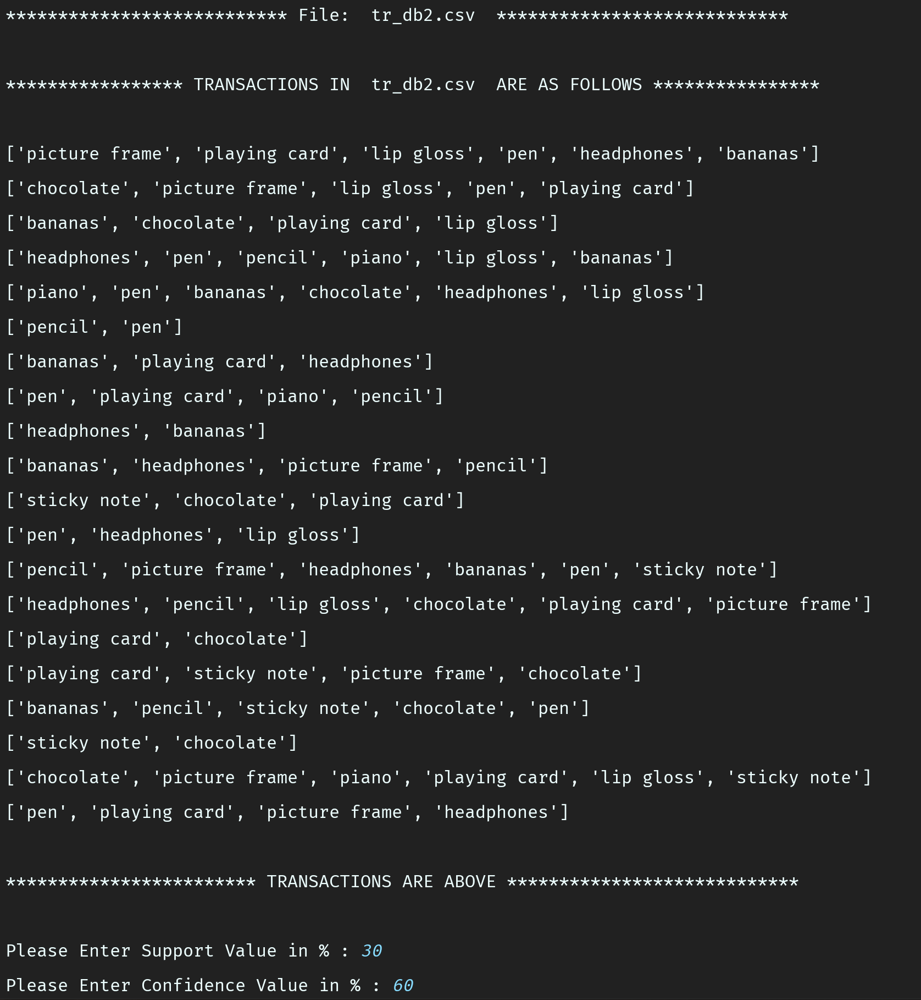 *************************** File:  tr_db2.csv  ****************************
***************** TRANSACTIONS IN  tr_db2.csv  ARE AS FOLLOWS ****************
['picture frame', 'playing card', 'lip gloss', 'pen', 'headphones', 'bananas']
['chocolate', 'picture frame', 'lip gloss', 'pen', 'playing card']
['bananas', 'chocolate', 'playing card', 'lip gloss']
['headphones', 'pen', 'pencil', 'piano', 'lip gloss', 'bananas']
['piano', 'pen', 'bananas', 'chocolate', 'headphones', 'lip gloss']
['pencil', 'pen']
['bananas', 'playing card', 'headphones']
['pen', 'playing card', 'piano', 'pencil']
['headphones', 'bananas']
['bananas', 'headphones', 'picture frame', 'pencil']
['sticky note', 'chocolate', 'playing card']
['pen', 'headphones', 'lip gloss']
['pencil', 'picture frame', 'headphones', 'bananas', 'pen', 'sticky note']
['headphones', 'pencil', 'lip gloss', 'chocolate', 'playing card', 'picture frame']
['playing card', 'chocolate']
['playing card', 'sticky note', 'picture frame', 'chocolate']
['bananas', 'pencil', 'sticky note', 'chocolate', 'pen']
['sticky note', 'chocolate']
['chocolate', 'picture frame', 'piano', 'playing card', 'lip gloss', 'sticky note']
['pen', 'playing card', 'picture frame', 'headphones']
************************ TRANSACTIONS ARE ABOVE ****************************
Please Enter Support Value in % : 30
Please Enter Confidence Value in % : 60